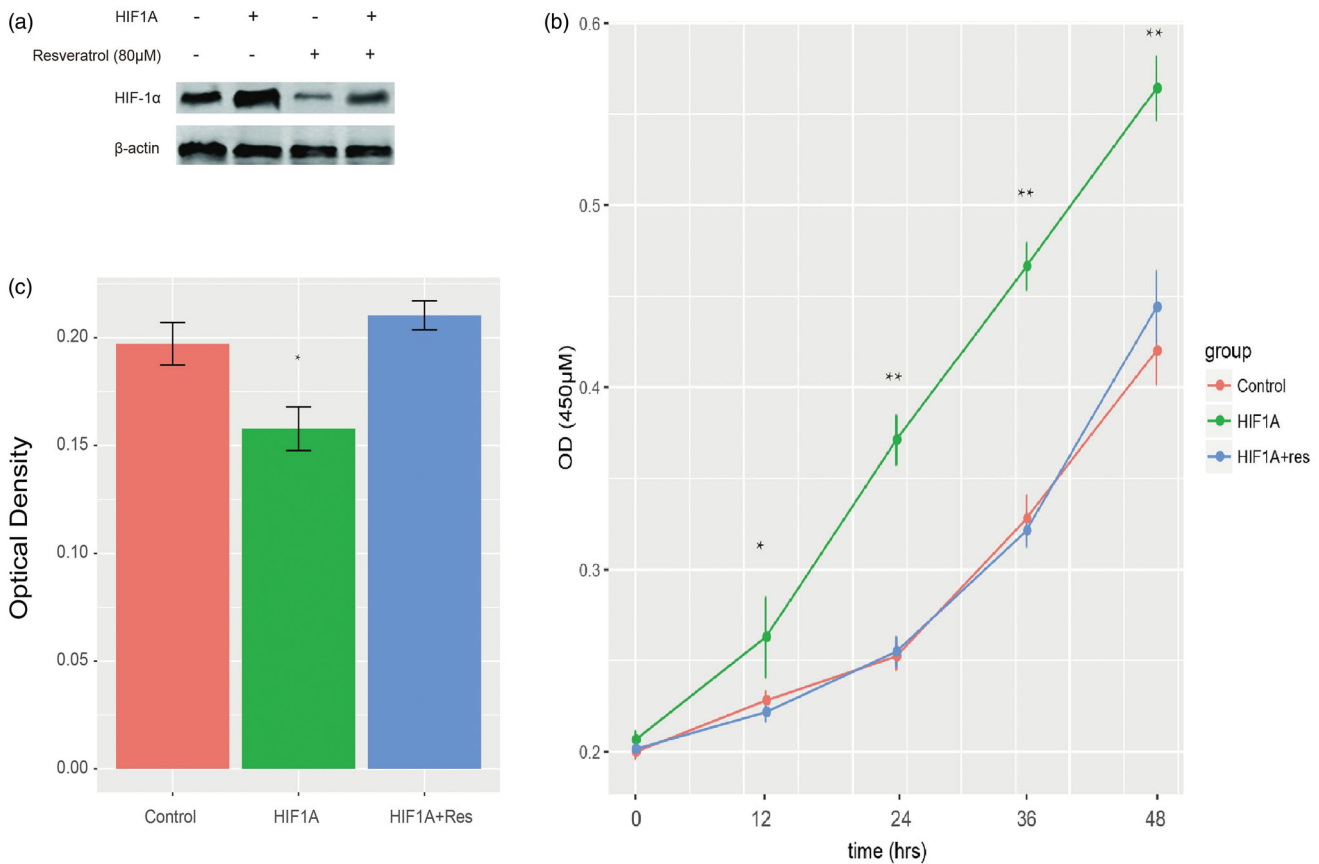 (a)
HIF1A - + - +
Resveratrol (80μM) - - + +
HIF-1α
β-actin
(b)
0.6
0.5
0.4
0.3
0.2
OD (450μM)
* ** ** **
0 12 24 36 48
time (hrs)
group
Control
HIF1A
HIF1A+res
(c)
0.20
0.15
0.10
0.05
0.00
Optical Density
*
Control HIF1A HIF1A+Res